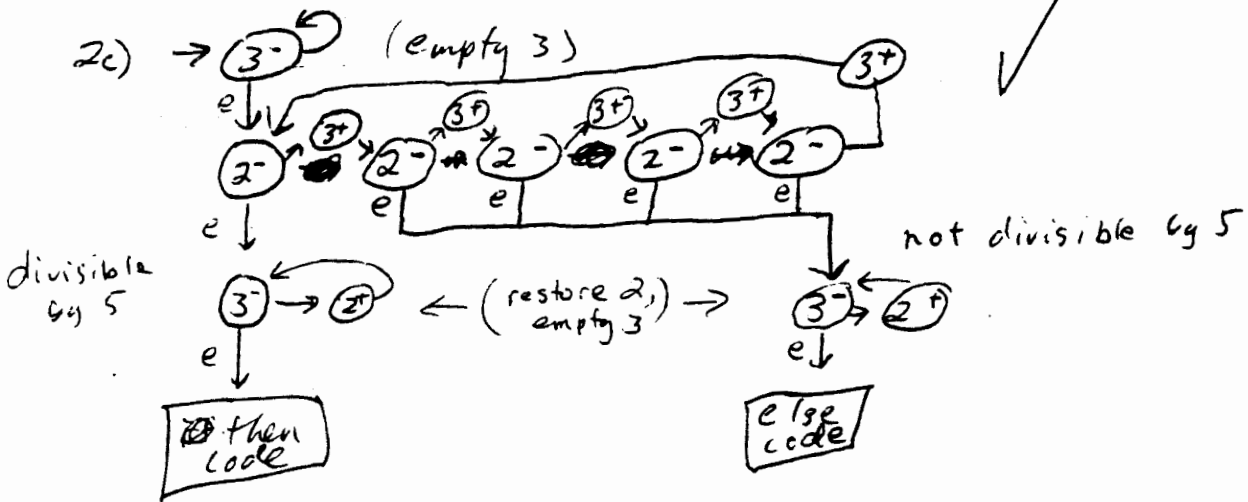 2c) → 3⁻ (empty 3) 3⁺
e
3⁺ 3⁺ 3⁺ 3⁺
2⁻ 2⁻ 2⁻ 2⁻ 2⁻
e e e e e
not divisible by 5
divisible by 5
3⁻ → 2⁺ ← (restore 2, empty 3) → 3⁻ → 2⁺
e e
then code
else code